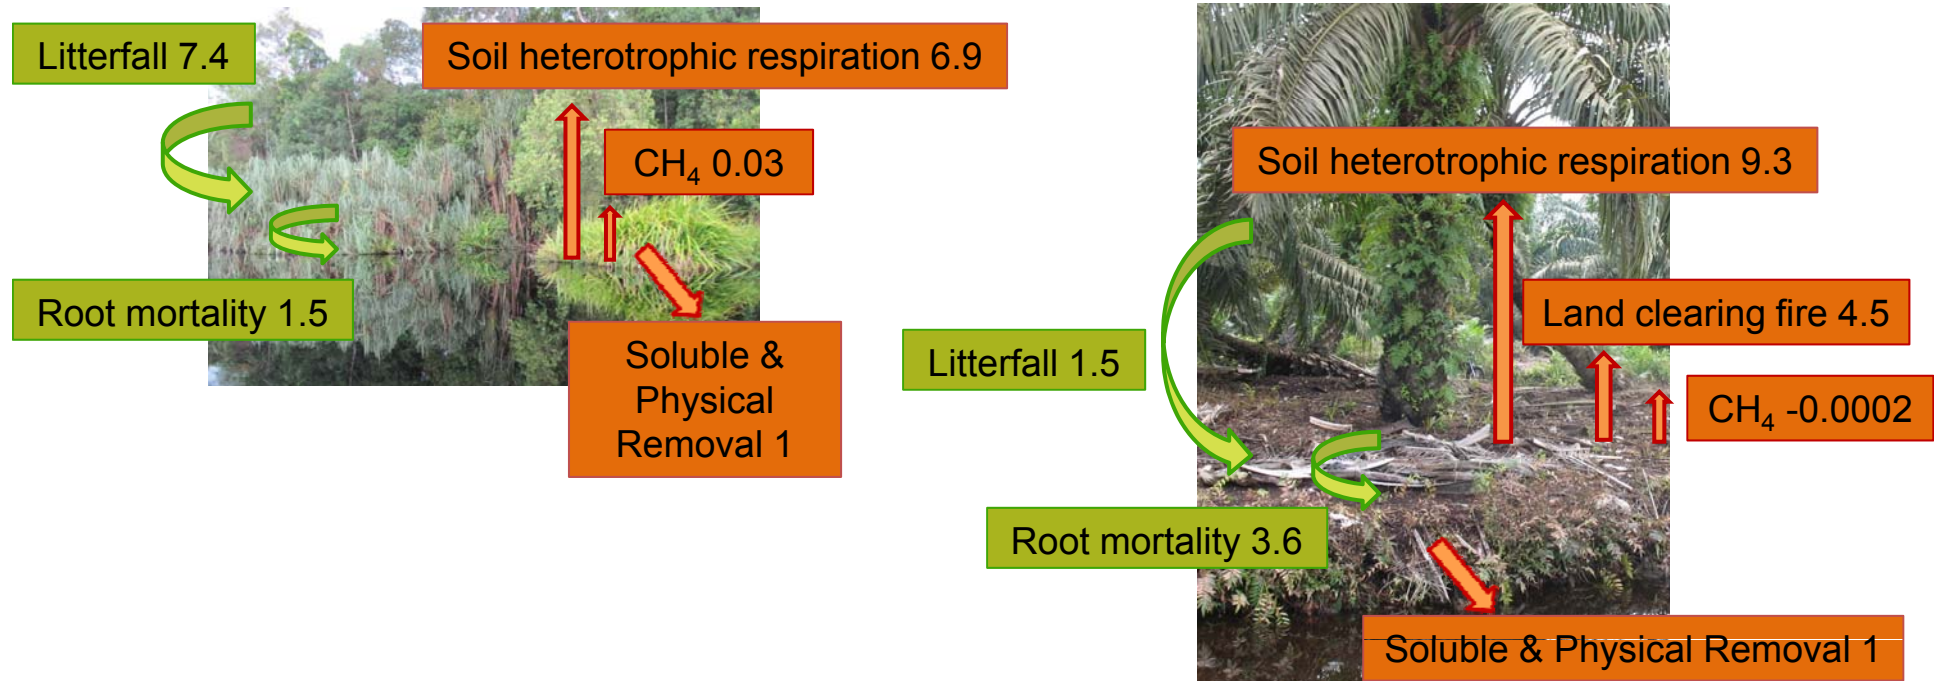 Litterfall 7.4
Soil heterotrophic respiration 6.9
CH₄ 0.03
Root mortality 1.5
Soluble &
Physical
Removal 1
Soil heterotrophic respiration 9.3
Land clearing fire 4.5
Litterfall 1.5
CH₄ -0.0002
Root mortality 3.6
Soluble & Physical Removal 1